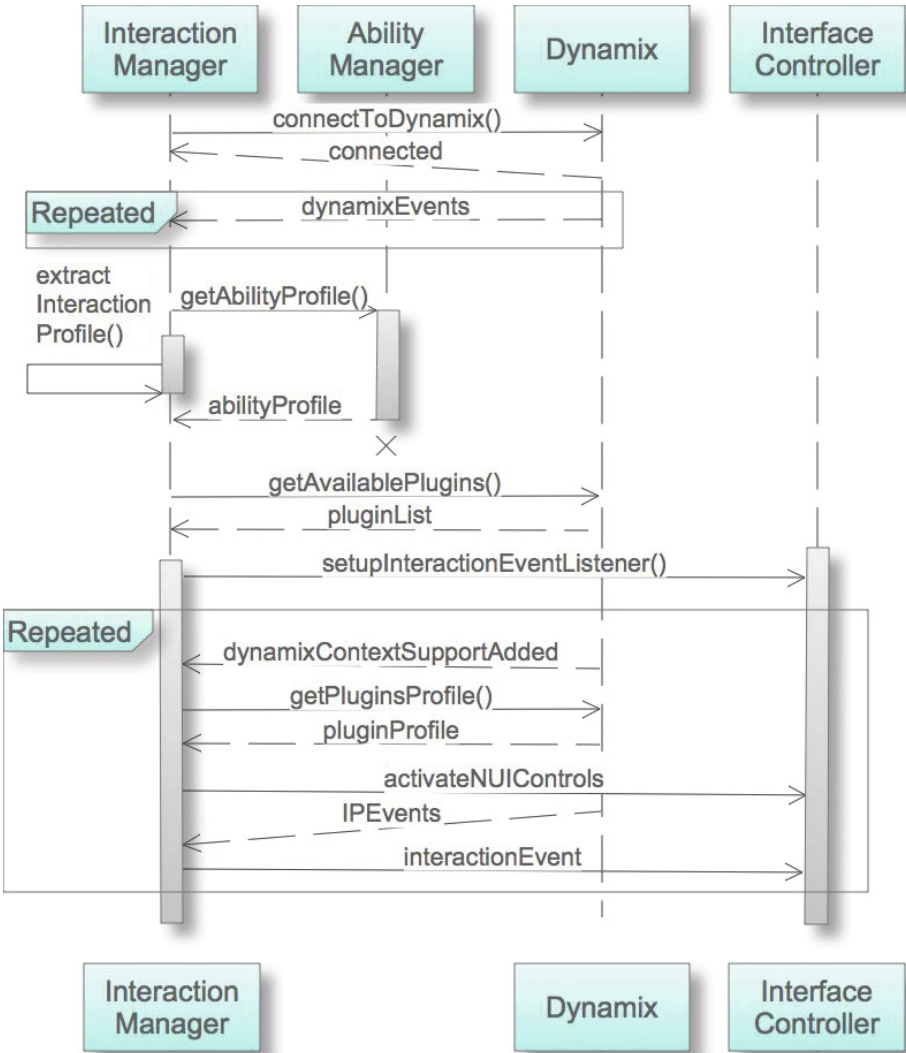 Interaction
Manager
Ability
Manager
Dynamix
Interface
Controller
connectToDynamix()
connected
Repeated
dynamixEvents
extract
Interaction
Profile()
getAbilityProfile()
abilityProfile
getAvailablePlugins()
pluginList
setupInteractionEventListener()
Repeated
dynamixContextSupportAdded
getPluginsProfile()
pluginProfile
activateNUIControls
IPEvents
interactionEvent
Interaction
Manager
Dynamix
Interface
Controller